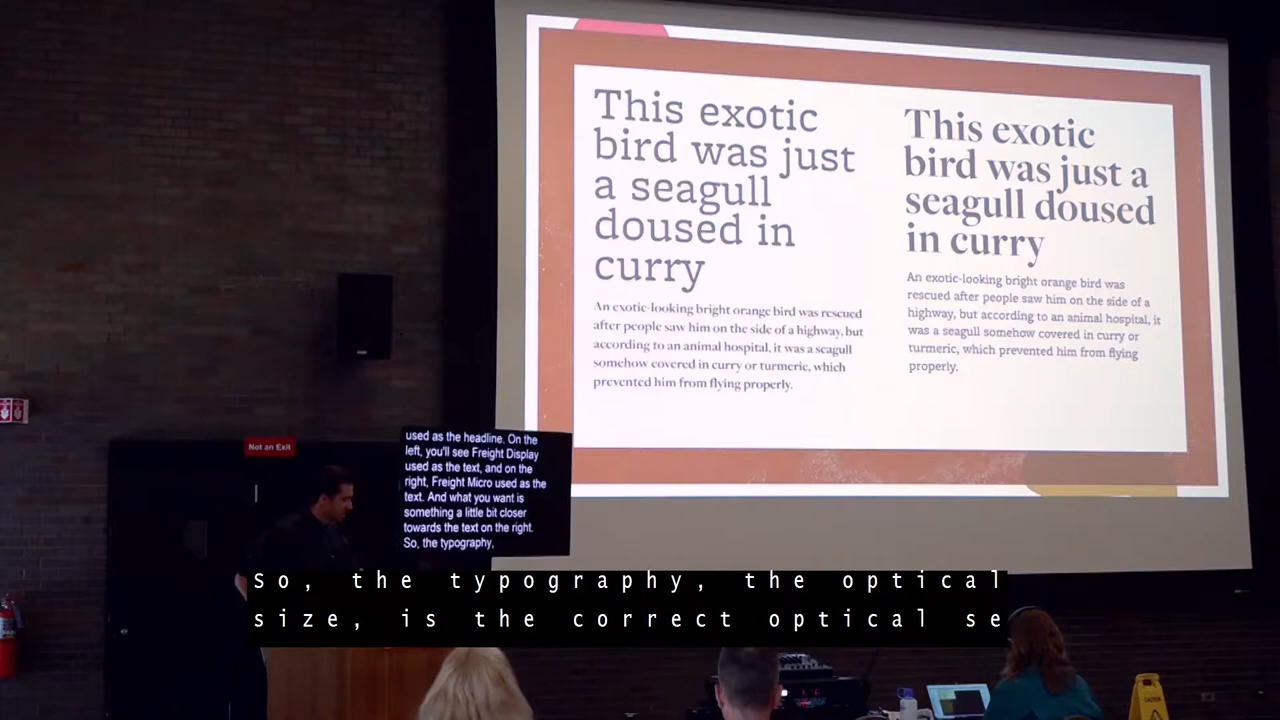 This exotic
bird was just
a seagull
doused in
curry
An exotic-looking bright orange bird was rescued
after people saw him on the side of a highway, but
according to an animal hospital, it was a seagull
somehow covered in curry or turmeric, which
prevented him from flying properly.
This exotic
bird was just a
seagull doused
in curry
An exotic-looking bright orange bird was
rescued after people saw him on the side of a
highway, but according to an animal hospital, it
was a seagull somehow covered in curry or
turmeric, which prevented him from flying
properly.
Not an Exit
used as the headline. On the
left, you'll see Freight Display
used as the text, and on the
right, Freight Micro used as the
text. And what you want is
something a little bit closer
towards the text on the right.
So, the typography,
So, the typography, the optical
size, is the correct optical se